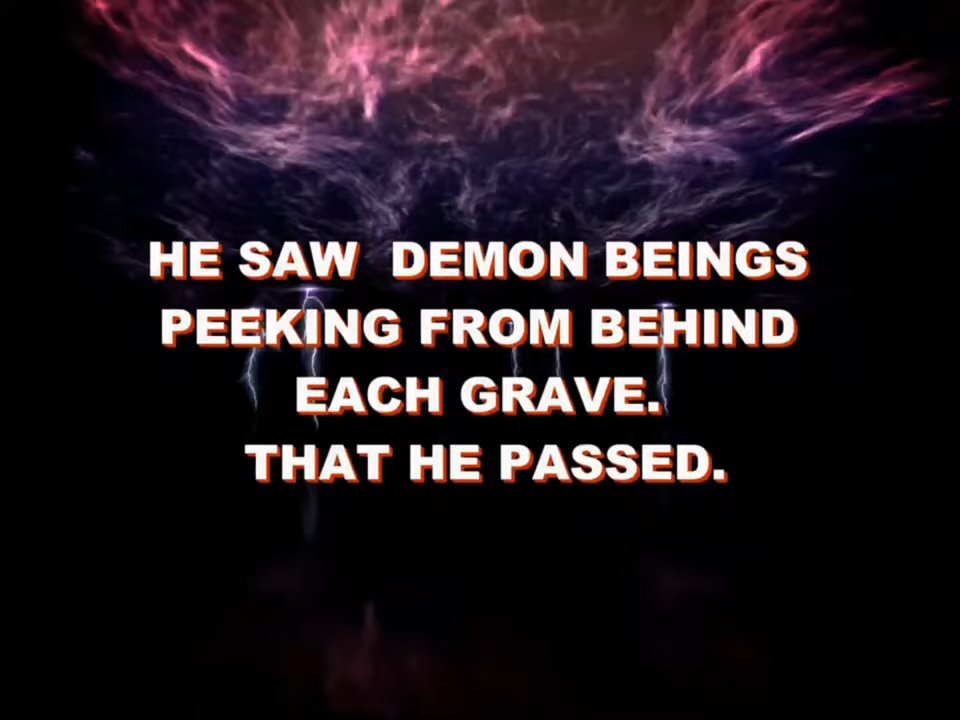 HE SAW  DEMON BEINGS
PEEKING FROM BEHIND
EACH GRAVE.
THAT HE PASSED.